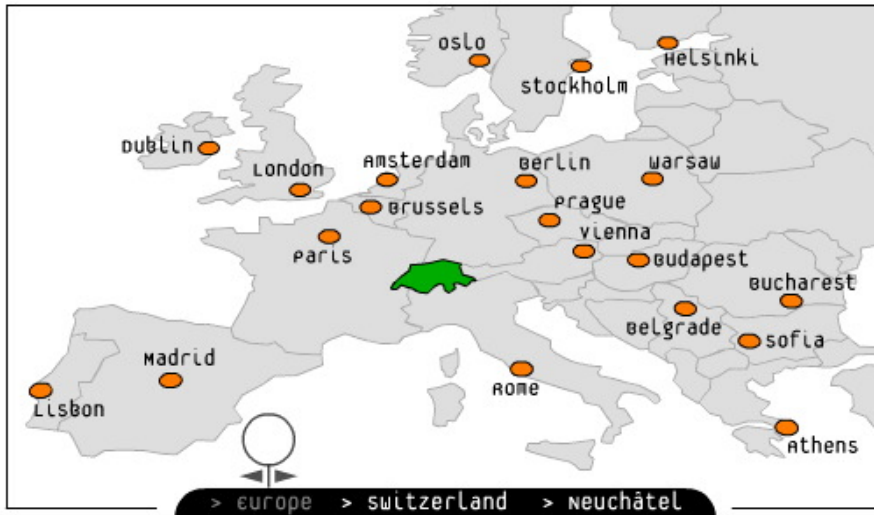 Oslo
Helsinki
Stockholm
Dublin
London
Amsterdam
Berlin
Warsaw
Brussels
Prague
Paris
Vienna
Budapest
Bucharest
Belgrade
Sofia
Madrid
Rome
Lisbon
Athens
> Europe > Switzerland > Neuchâtel